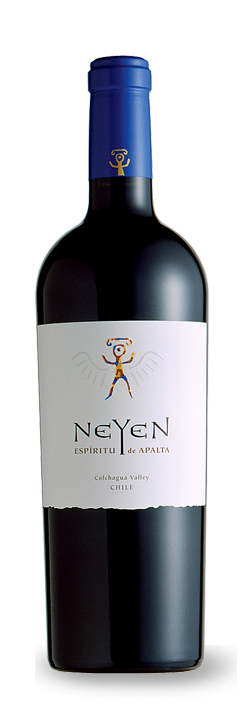 NEYEN
ESPÍRITU de APALTA
Colchagua Valley
CHILE